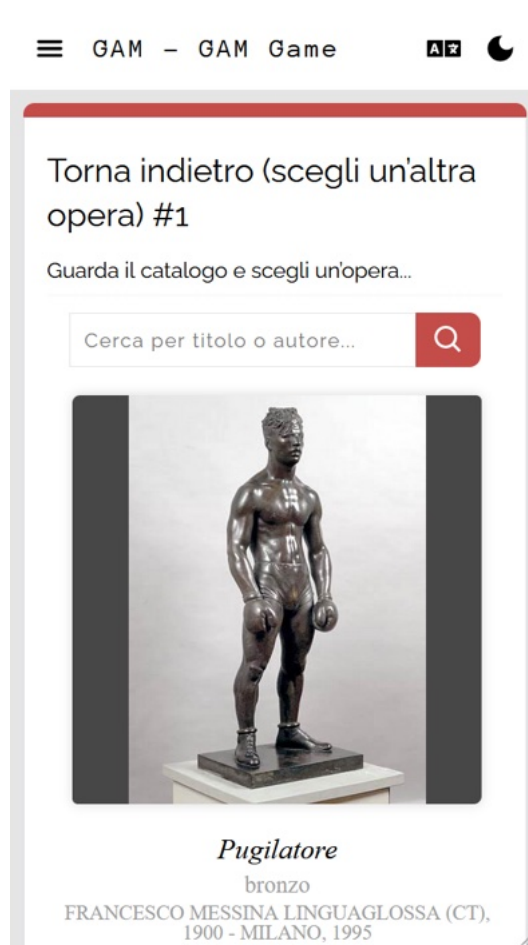 GAM – GAM Game
Torna indietro (scegli un'altra
opera) #1
Guarda il catalogo e scegli un'opera...
Cerca per titolo o autore...
Pugilatore
bronzo
FRANCESCO MESSINA LINGUAGLOSSA (CT),
1900 - MILANO, 1995